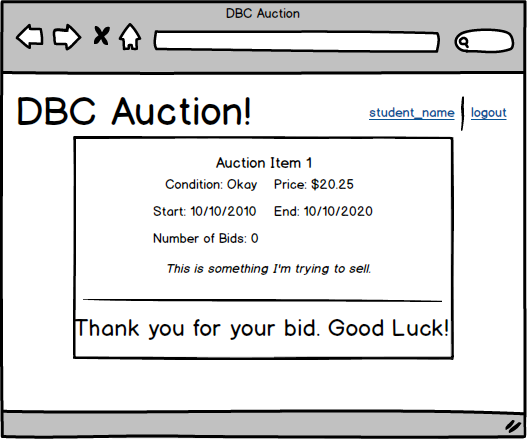 DBC Auction
DBC Auction!
student_name logout
Auction Item 1
Condition: Okay Price: $20.25
Start: 10/10/2010 End: 10/10/2020
Number of Bids: 0
This is something I'm trying to sell.
Thank you for your bid. Good Luck!